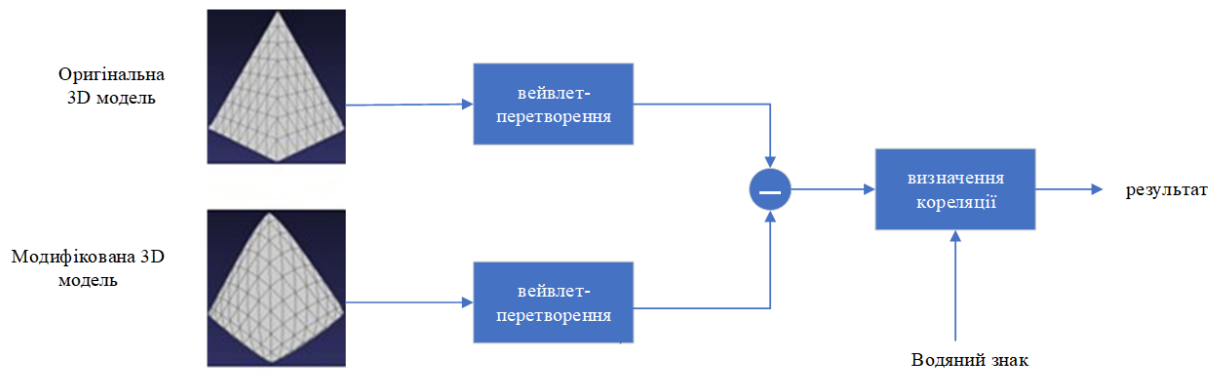 Оригінальна
3D модель
вейвлет-
перетворення
визначення
кореляції
результат
Модифікована 3D
модель
вейвлет-
перетворення
Водяний знак